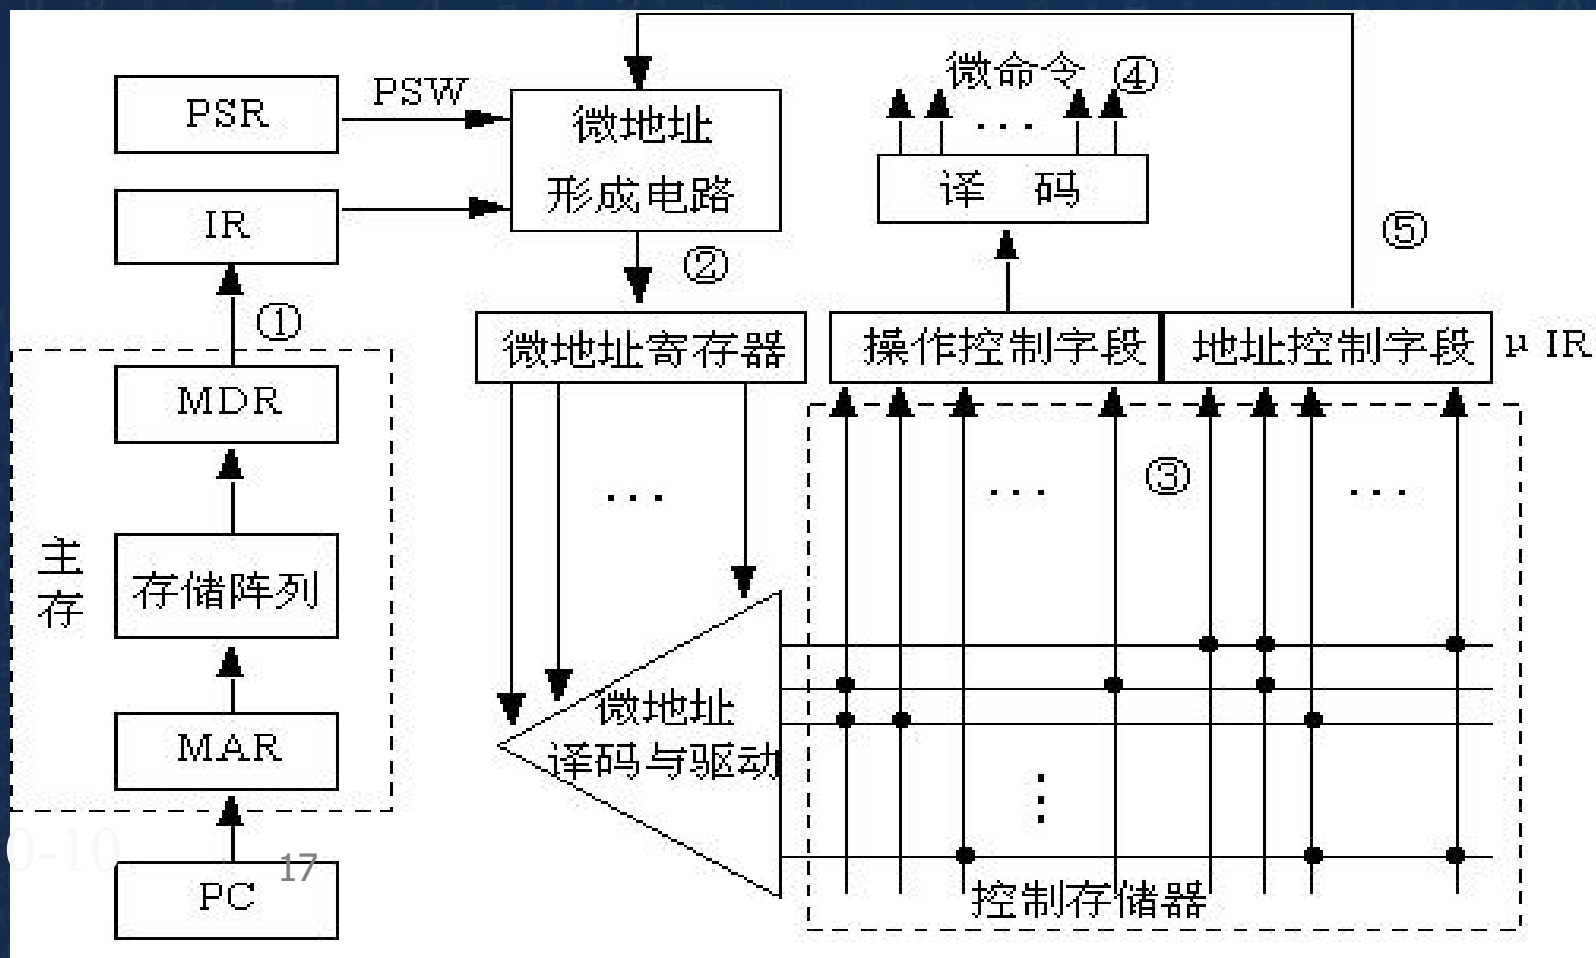 PSR
PSW
微地址
形成电路
微命令 ④
...
译 码
IR
①
②
⑤
微地址寄存器
操作控制字段
地址控制字段
μ IR
MDR
主存
存储阵列
MAR
PC
...
...
③
...
微地址
译码与驱动
控制存储器
0-10
17